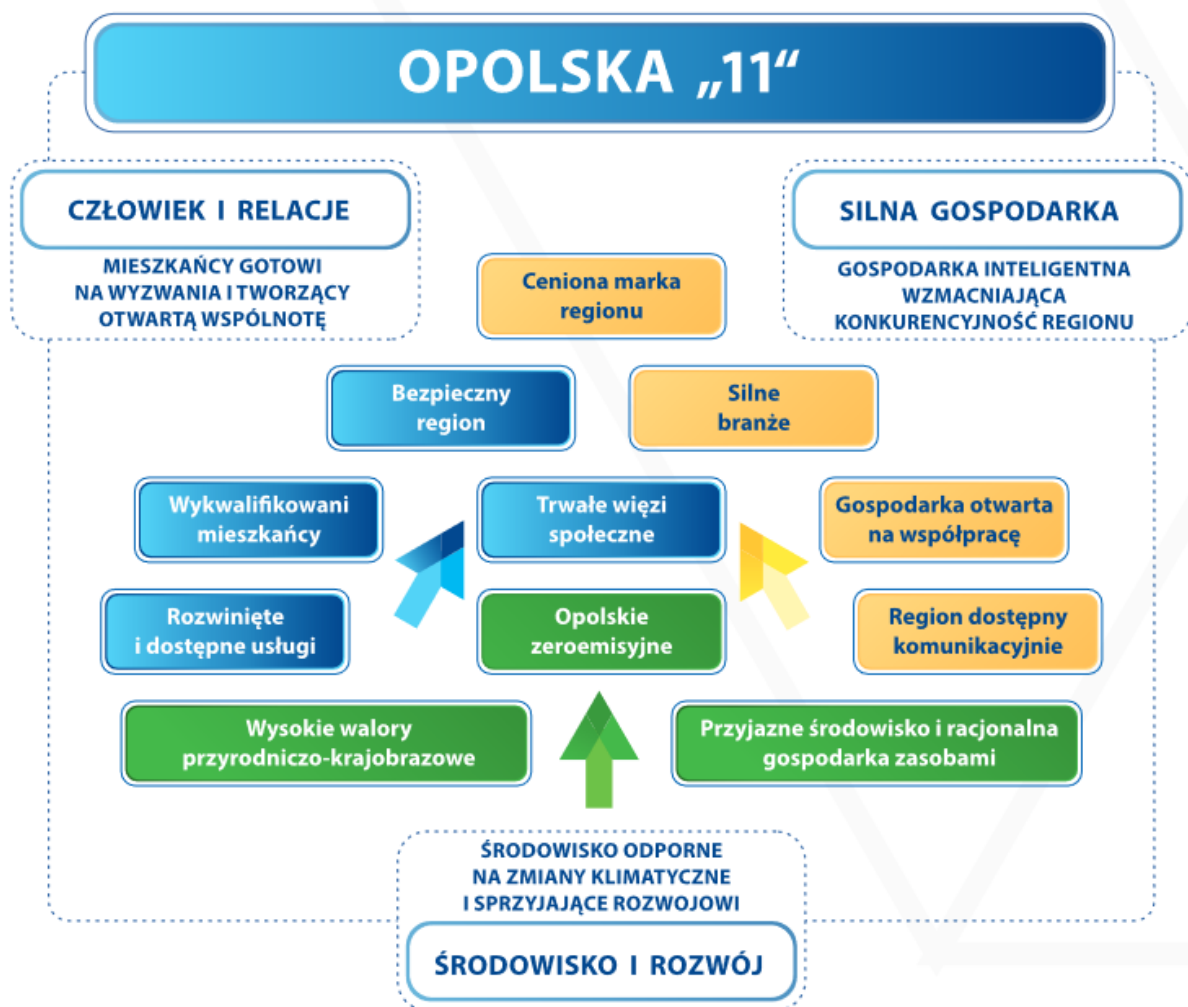 OPOLSKA „11“
CZŁOWIEK I RELACJE
MIESZKAŃCY GOTOWI
NA WYZWANIA I TWORZĄCY
OTWARTĄ WSPÓLNOTĘ
SILNA GOSPODARKA
GOSPODARKA INTELIGENTNA
WZMACNIAJĄCA
KONKURENCYJNOŚĆ REGIONU
Ceniona marka
regionu
Bezpieczny
region
Silne
branże
Wykwalifikowani
mieszkańcy
Trwałe więzi
społeczne
Gospodarka otwarta
na współpracę
Rozwinięte
i dostępne usługi
Opolskie
zeroemisyjne
Region dostępny
komunikacyjnie
Wysokie walory
przyrodniczo-krajobrazowe
Przyjazne środowisko i racjonalna
gospodarka zasobami
ŚRODOWISKO ODPORNE
NA ZMIANY KLIMATYCZNE
I SPRZYJAJĄCE ROZWOJOWI
ŚRODOWISKO I ROZWÓJ